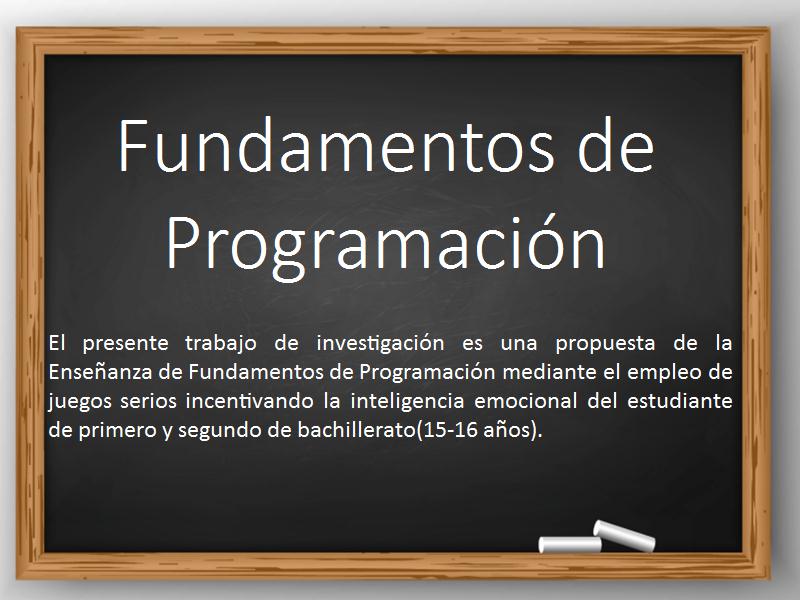 Fundamentos de
Programación
El presente trabajo de investigación es una propuesta de la
Enseñanza de Fundamentos de Programación mediante el empleo de
juegos serios incentivando la inteligencia emocional del estudiante
de primero y segundo de bachillerato(15-16 años).